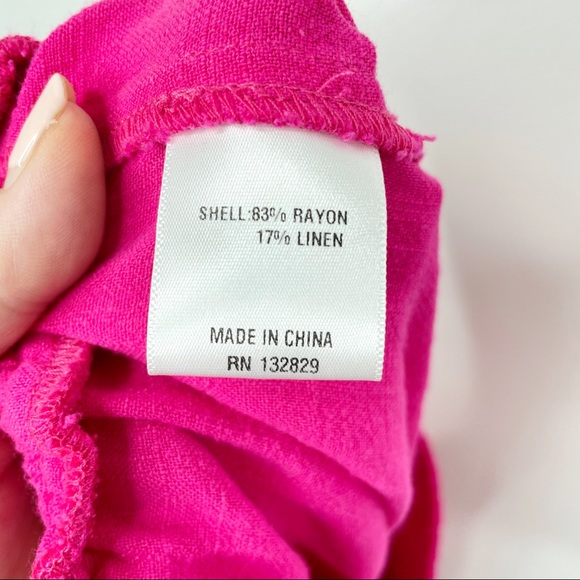 SHELL:83% RAYON
17% LINEN
MADE IN CHINA
RN 132829